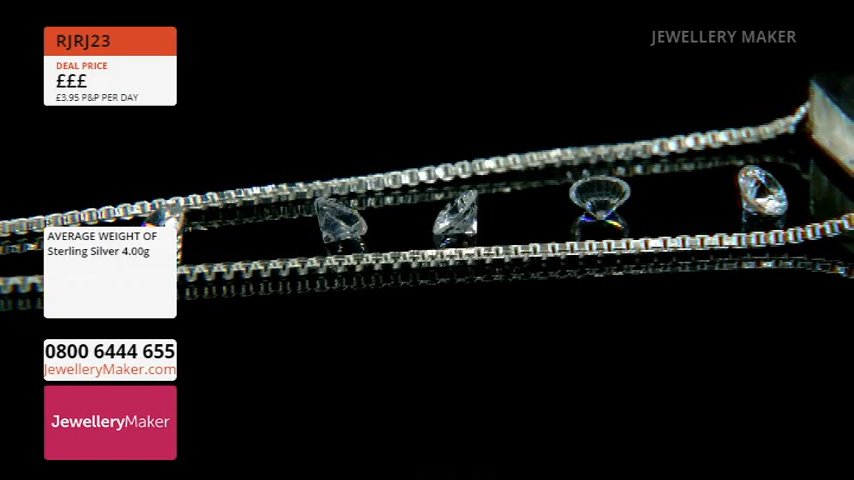 RJRJ23
DEAL PRICE
£££
£3.95 P&P PER DAY
JEWELLERY MAKER
AVERAGE WEIGHT OF
Sterling Silver 4.00g
0800 6444 655
JewelleryMaker.com
JewelleryMaker